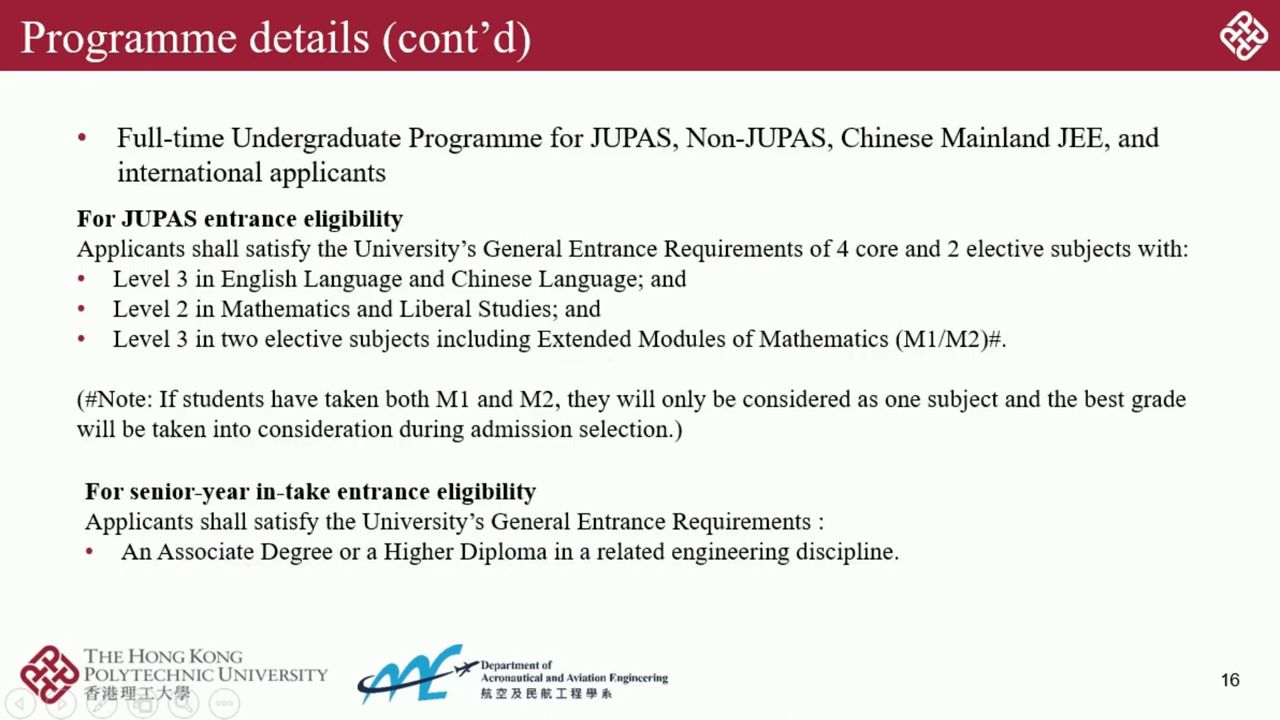 Programme details (cont’d)
• Full-time Undergraduate Programme for JUPAS, Non-JUPAS, Chinese Mainland JEE, and
international applicants
For JUPAS entrance eligibility
Applicants shall satisfy the University’s General Entrance Requirements of 4 core and 2 elective subjects with:
• Level 3 in English Language and Chinese Language; and
• Level 2 in Mathematics and Liberal Studies; and
• Level 3 in two elective subjects including Extended Modules of Mathematics (M1/M2)#.
(#Note: If students have taken both M1 and M2, they will only be considered as one subject and the best grade
will be taken into consideration during admission selection.)
For senior-year in-take entrance eligibility
Applicants shall satisfy the University’s General Entrance Requirements :
• An Associate Degree or a Higher Diploma in a related engineering discipline.
THE HONG KONG
POLYTECHNIC UNIVERSITY
香港理工大學
Department of
Aeronautical and Aviation Engineering
航空及民航工程學系
16